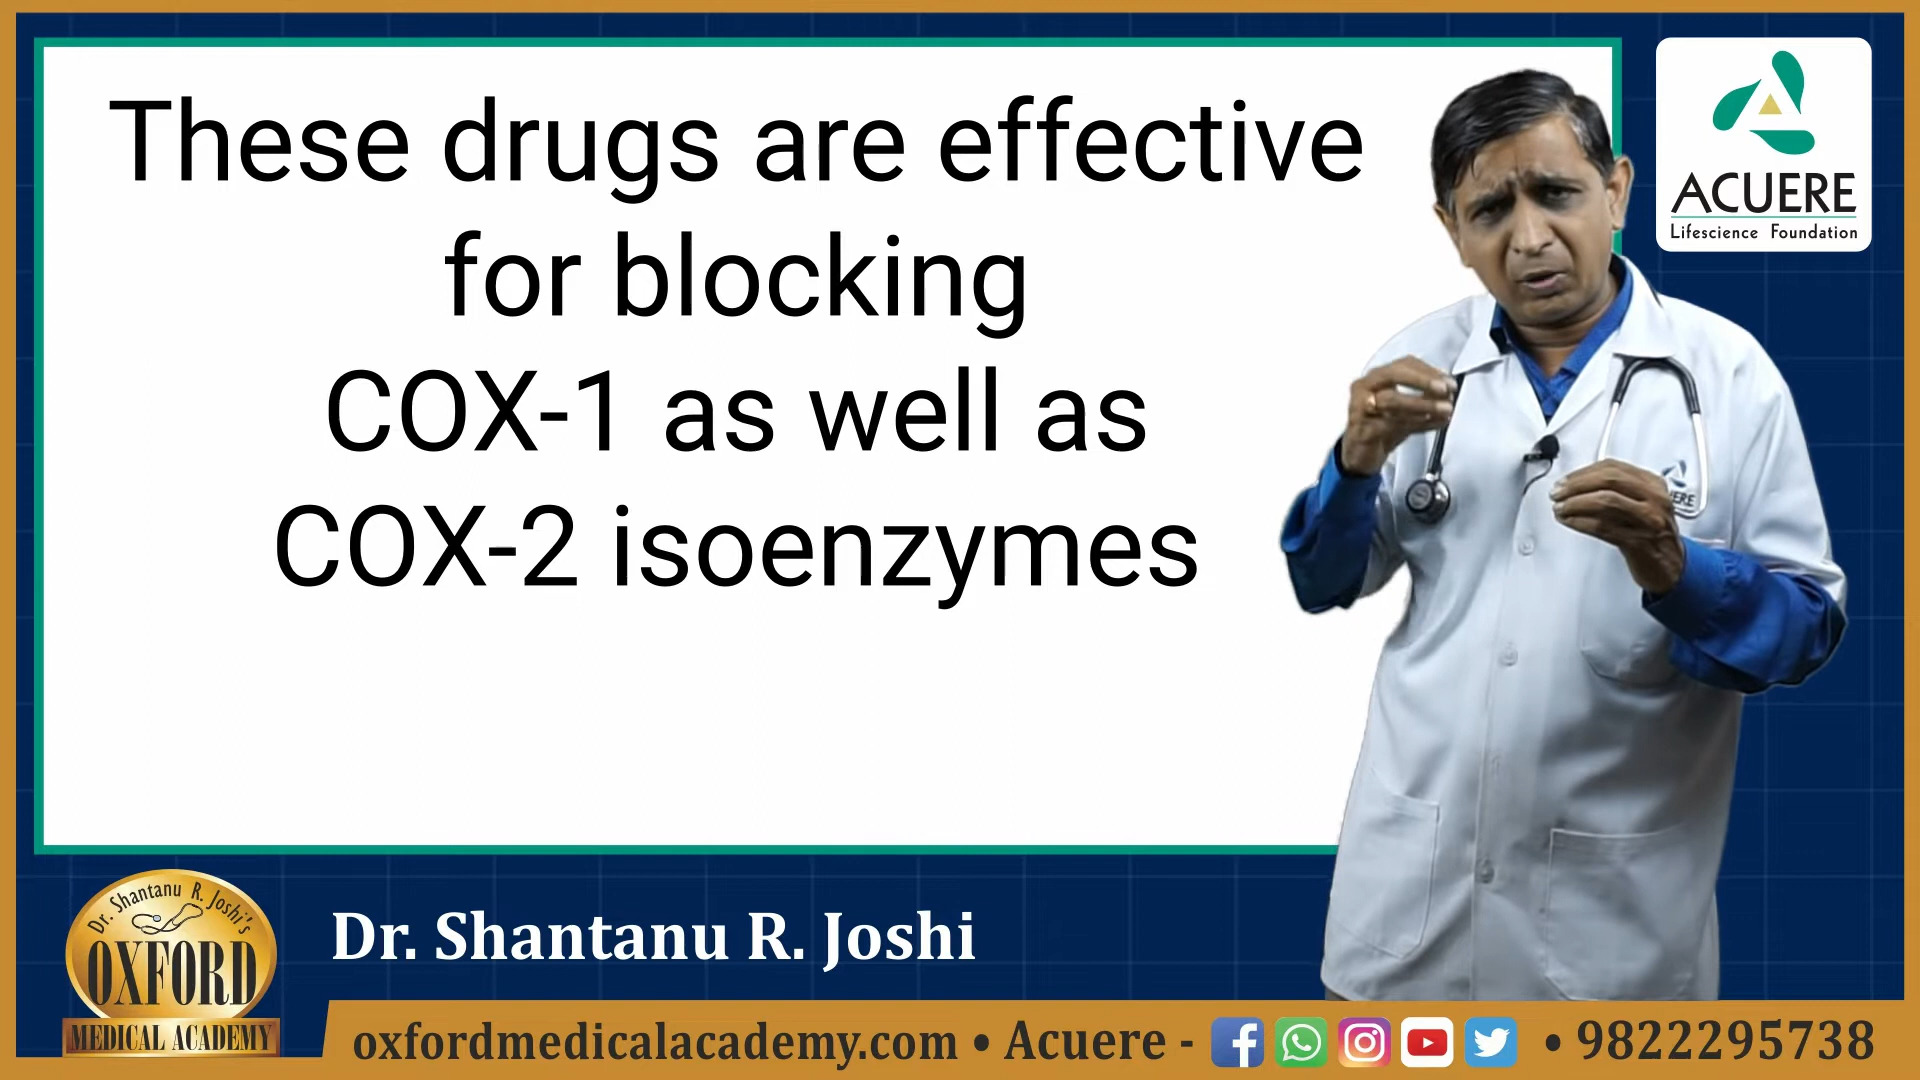 These drugs are effective
for blocking
COX-1 as well as
COX-2 isoenzymes
ACUERE
Lifescience Foundation
Dr. Shantanu R. Joshi's
OXFORD
MEDICAL ACADEMY
Dr. Shantanu R. Joshi
oxfordmedicalacademy.com • Acuere - • 9822295738